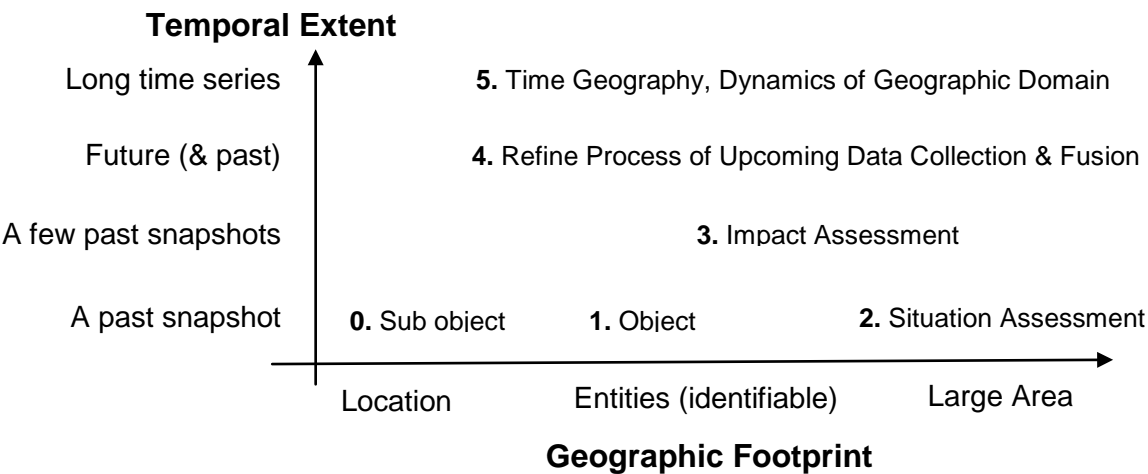 Temporal Extent
Long time series
5. Time Geography, Dynamics of Geographic Domain
Future (& past)
4. Refine Process of Upcoming Data Collection & Fusion
A few past snapshots
3. Impact Assessment
A past snapshot
0. Sub object
1. Object
2. Situation Assessment
Location
Entities (identifiable)
Large Area
Geographic Footprint